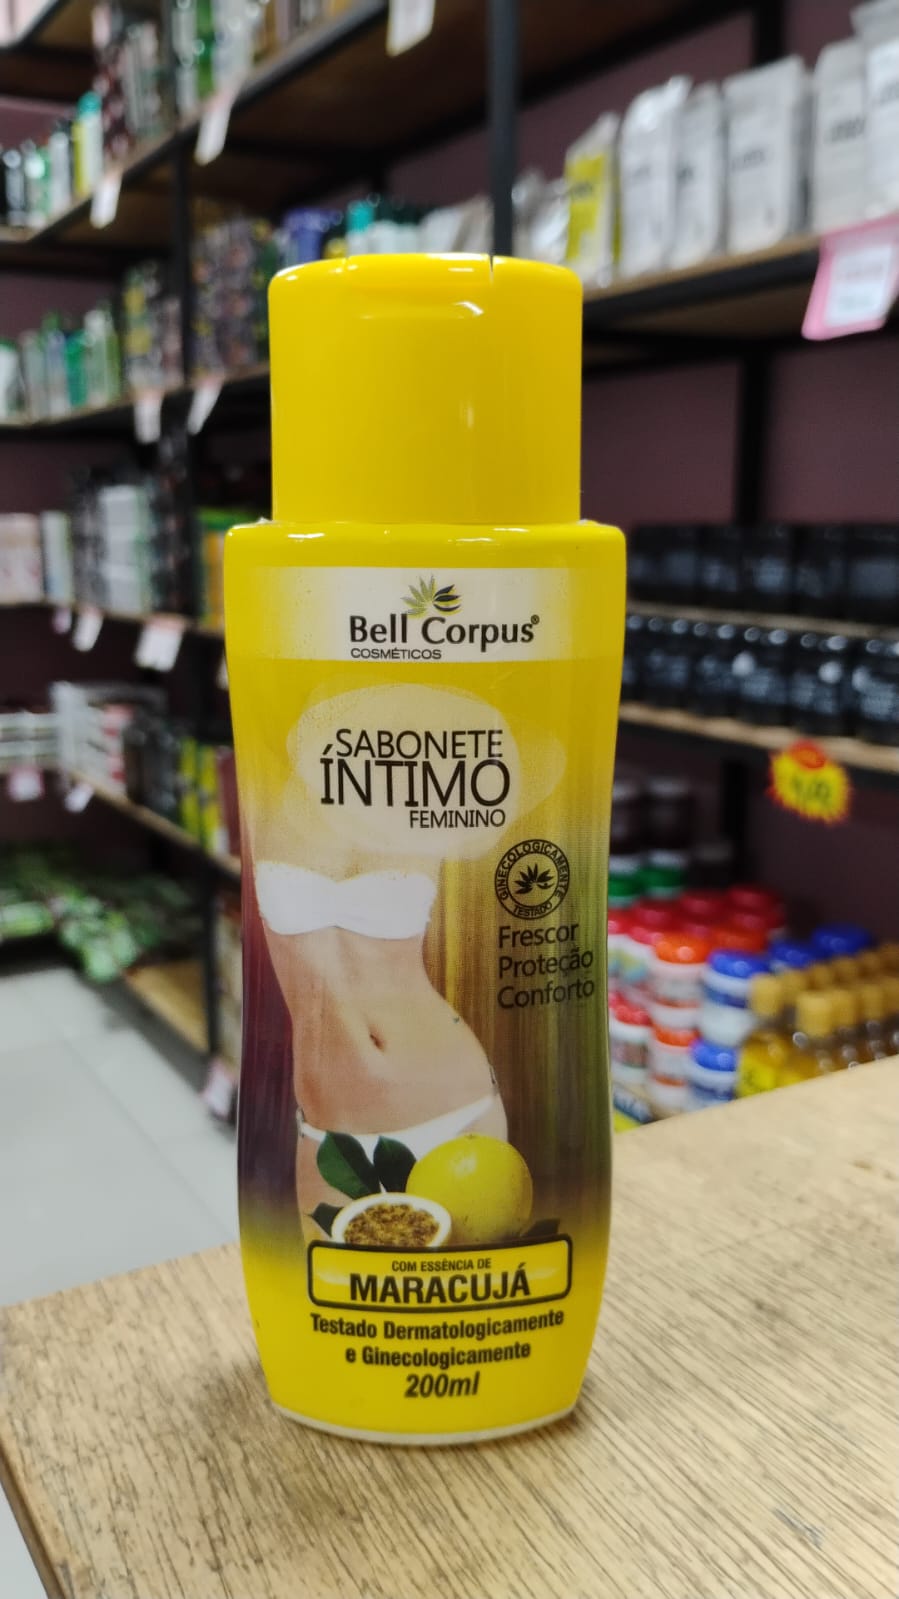 Bell Corpus®
COSMÉTICOS
SABONETE
ÍNTIMO
FEMININO
GINECOLOGICAMENTE
TESTADO
Frescor
Proteção
Conforto
COM ESSÊNCIA DE
MARACUJÁ
Testado Dermatologicamente
e Ginecologicamente
200ml